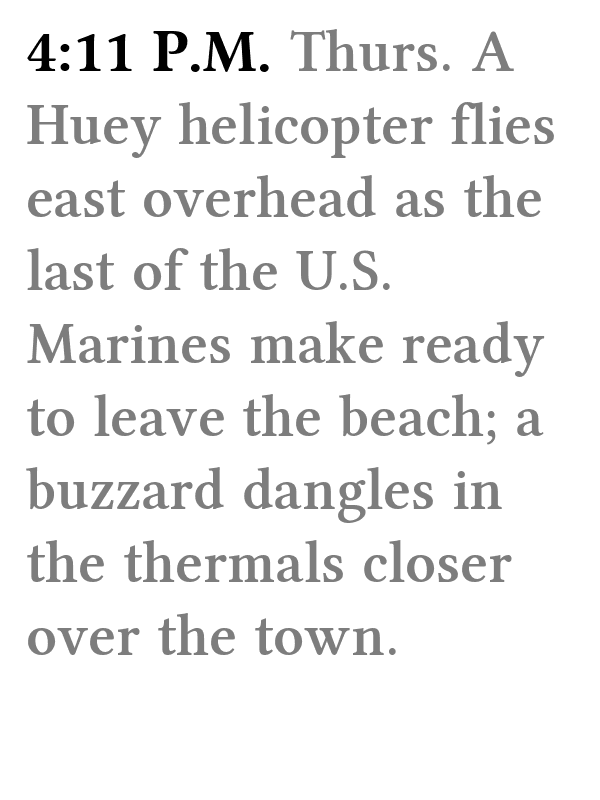 4:11 P.M. Thurs. A
Huey helicopter flies
east overhead as the
last of the U.S.
Marines make ready
to leave the beach; a
buzzard dangles in
the thermals closer
over the town.